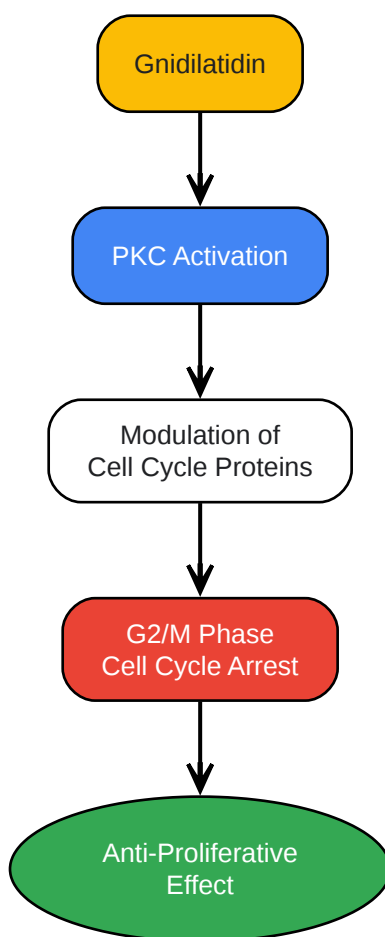 Gnidilatidin
PKC Activation
Modulation of
Cell Cycle Proteins
G2/M Phase
Cell Cycle Arrest
Anti-Proliferative
Effect